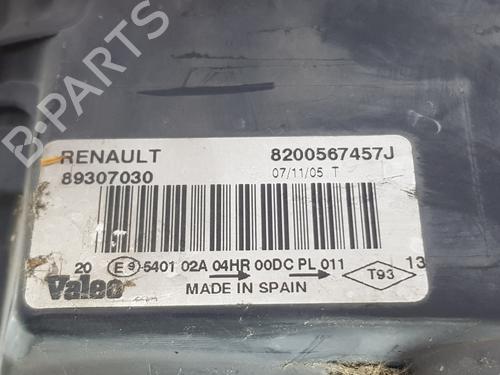 B-PARTS
RENAULT 8200567457J
89307030 07/11/05 T
20 E9 5401 02A 04HR 00DC PL 011 T93 13
Valeo MADE IN SPAIN